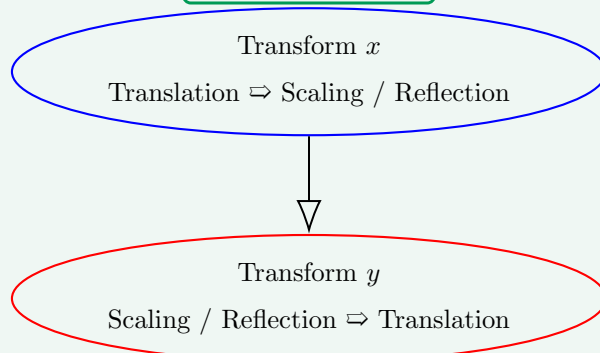 Transform x
Translation ⇨ Scaling / Reflection
Transform y
Scaling / Reflection ⇨ Translation